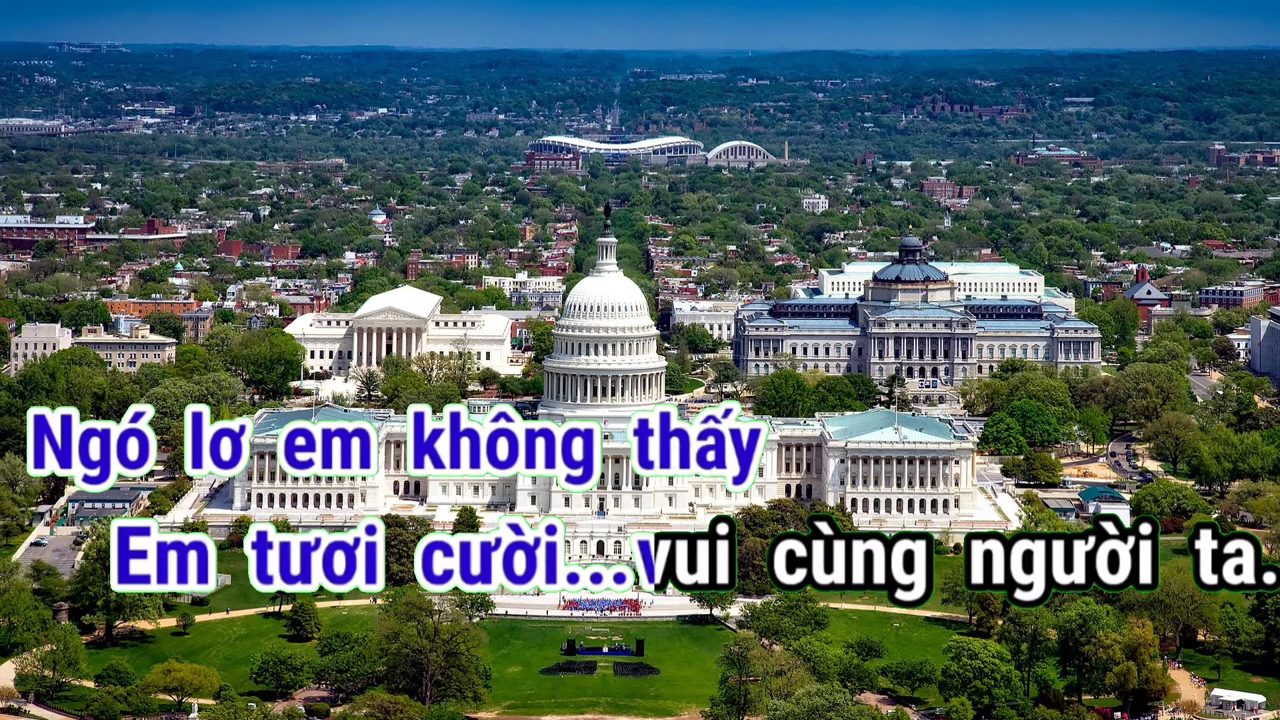 Ngó lơ em không thấy
Em tươi cười... vui cùng người ta.